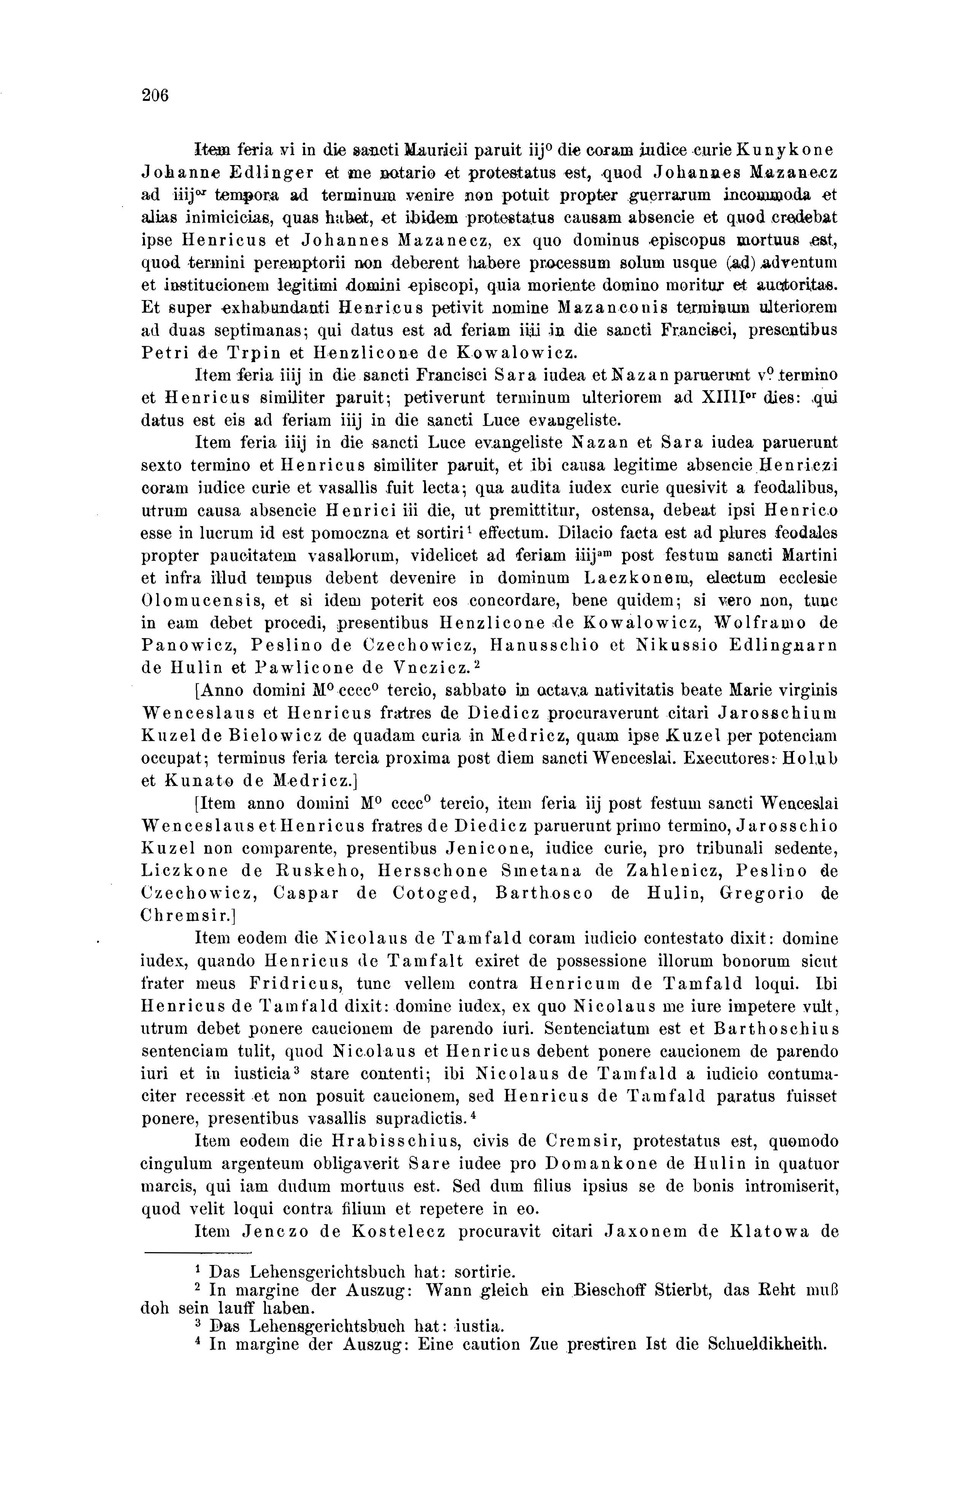 206
Item feria vi in die sancti Mauricii paruit iij⁰ die coram iudice curie Kunykone
Johanne Edlinger et me notario et protestatus est, quod Johannes Mazanecz
ad iiijᵒʳ tempora ad terminum venire non potuit propter guerrarum incommoda et
alias inimicicias, quas habet, et ibidem protestatus causam absencie et quod credebat
ipse Henricus et Johannes Mazanecz, ex quo dominus episcopus mortuus est,
quod termini peremptorii non deberent habere processum solum usque (ad) adventum
et institucionem legitimi domini episcopi, quia moriente domino moritur et auctoritas.
Et super exhabundanti Henricus petivit nomine Mazanconis terminum ulteriorem
ad duas septimanas; qui datus est ad feriam iiii in die sancti Francisci, presentibus
Petri de Trpin et Henzlicone de Kowalowicz.
Item feria iiij in die sancti Francisci Sara iudea et Nazan paruerunt v⁰ termino
et Henricus similiter paruit; petiverunt terminum ulteriorem ad XIIIIᵒʳ dies: qui
datus est eis ad feriam iiij in die sancti Luce evangeliste.
Item feria iiij in die sancti Luce evangeliste Nazan et Sara iudea paruerunt
sexto termino et Henricus similiter paruit, et ibi causa legitime absencie Henriczi
coram iudice curie et vasallis fuit lecta; qua audita iudex curie quesivit a feodalibus,
utrum causa absencie Henrici iii die, ut premittitur, ostensa, debeat ipsi Henrico
esse in lucrum id est pomoczna et sortiri¹ effectum. Dilacio facta est ad plures feodales
propter paucitatem vasallorum, videlicet ad feriam iiijᵃᵐ post festum sancti Martini
et infra illud tempus debent devenire in dominum Laczkonem, electum ecclesie
Olomucensis, et si idem poterit eos concordare, bene quidem; si vero non, tunc
in eam debet procedi, presentibus Henzlicone de Kowalowicz, Wolframo de
Panowicz, Peslino de Czechowicz, Hanusschio et Nikussio Edlingnarn
de Hulin et Pawlicone de Vnczicz.²
[Anno domini M⁰ cccc⁰ tercio, sabbato in octava nativitatis beate Marie virginis
Wenceslaus et Henricus fratres de Diedicz procuraverunt citari Jarosschium
Kuzel de Bielowicz de quadam curia in Medricz, quam ipse Kuzel per potenciam
occupat; terminus feria tercia proxima post diem sancti Wenceslai. Executores: Holub
et Kunato de Medricz.]
[Item anno domini M⁰ cccc⁰ tercio, item feria iij post festum sancti Wenceslai
Wenceslaus et Henricus fratres de Diedicz paruerunt primo termino, Jarosschio
Kuzel non comparente, presentibus Jenicone, iudice curie, pro tribunali sedente,
Liczkone de Ruskeho, Hersschone Smetana de Zahlenicz, Peslino de
Czechowicz, Caspar de Cotoged, Barthosco de Hulin, Gregorio de
Chremsir.]
Item eodem die Nicolaus de Tamfald coram iudicio contestato dixit: domine
iudex, quando Henricus de Tamfalt exiret de possessione illorum bonorum sicut
frater meus Fridricus, tunc vellem contra Henricum de Tamfald loqui. Ibi
Henricus de Tamfald dixit: domine iudex, ex quo Nicolaus me iure impetere vult,
utrum debet ponere caucionem de parendo iuri. Sentenciatum est et Barthoschius
sentenciam tulit, quod Nicolaus et Henricus debent ponere caucionem de parendo
iuri et in iusticia³ stare contenti; ibi Nicolaus de Tamfald a iudicio contuma-
citer recessit et non posuit caucionem, sed Henricus de Tamfald paratus fuisset
ponere, presentibus vasallis supradictis.⁴
Item eodem die Hrabisschius, civis de Cremsir, protestatus est, quomodo
cingulum argenteum obligaverit Sare iudee pro Domankone de Hulin in quatuor
marcis, qui iam dudum mortuus est. Sed dum filius ipsius se de bonis intromiserit,
quod velit loqui contra filium et repetere in eo.
Item Jenczo de Kostelecz procuravit citari Jaxonem de Klatowa de
¹ Das Lehensgerichtsbuch hat: sortirie.
² In margine der Auszug: Wann gleich ein Bieschoff Stierbt, das Reht muß
doh sein lauff haben.
³ Das Lehensgerichtsbuch hat: iustia.
⁴ In margine der Auszug: Eine caution Zue prestiren Ist die Schueldikheith.